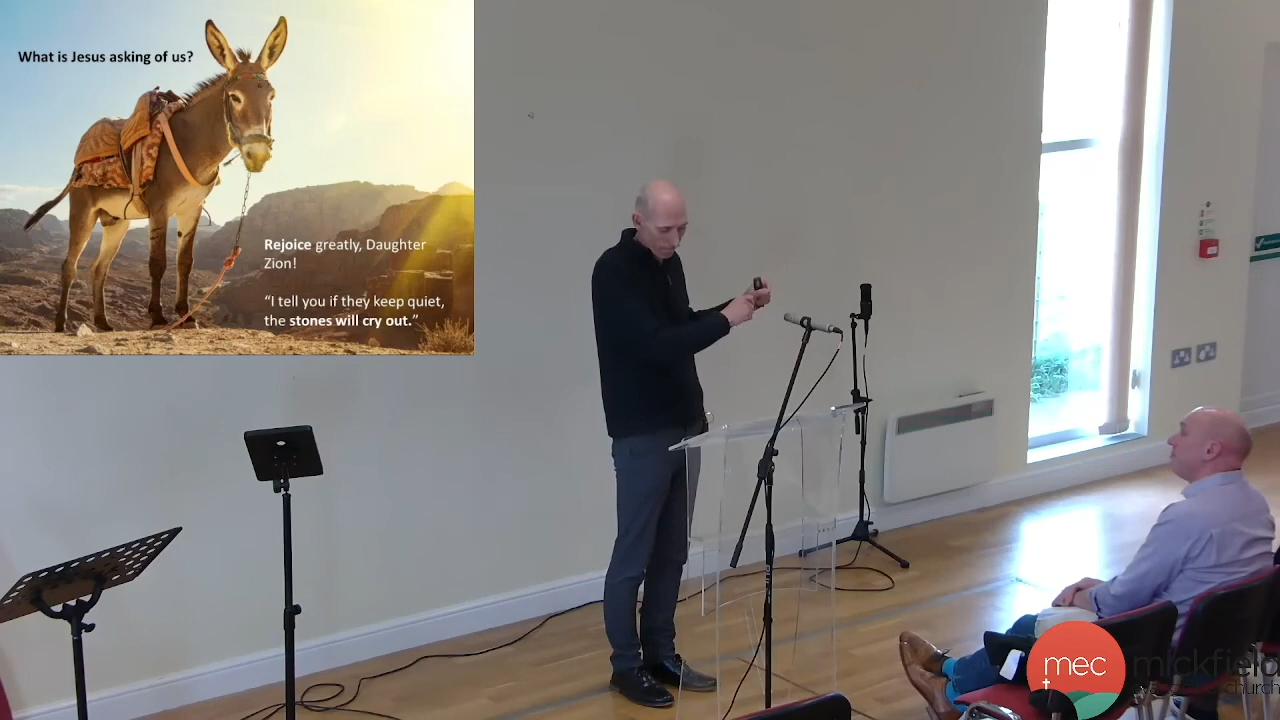 What is Jesus asking of us?
Rejoice greatly, Daughter
Zion!
“I tell you if they keep quiet,
the stones will cry out.”
mec
mickfield
church